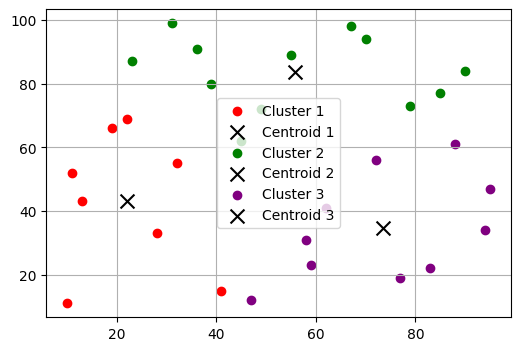 100
80
60
40
20
Cluster 1
Centroid 1
Cluster 2
Centroid 2
Cluster 3
Centroid 3
20 40 60 80